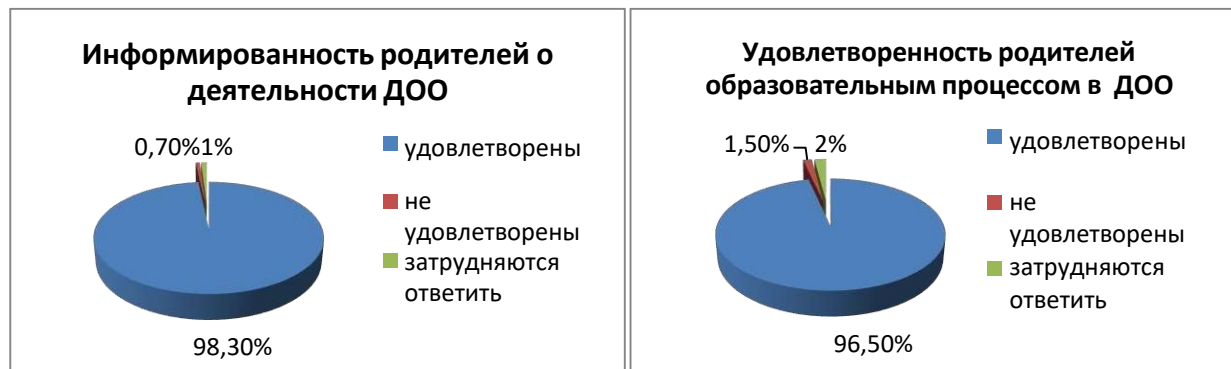 Информированность родителей о
деятельности ДОО
0,70%
1%
удовлетворены
не
удовлетворены
затрудняются
ответить
98,30%
Удовлетворенность родителей
образовательным процессом в ДОО
1,50%
2%
удовлетворены
не
удовлетворены
затрудняются
ответить
96,50%